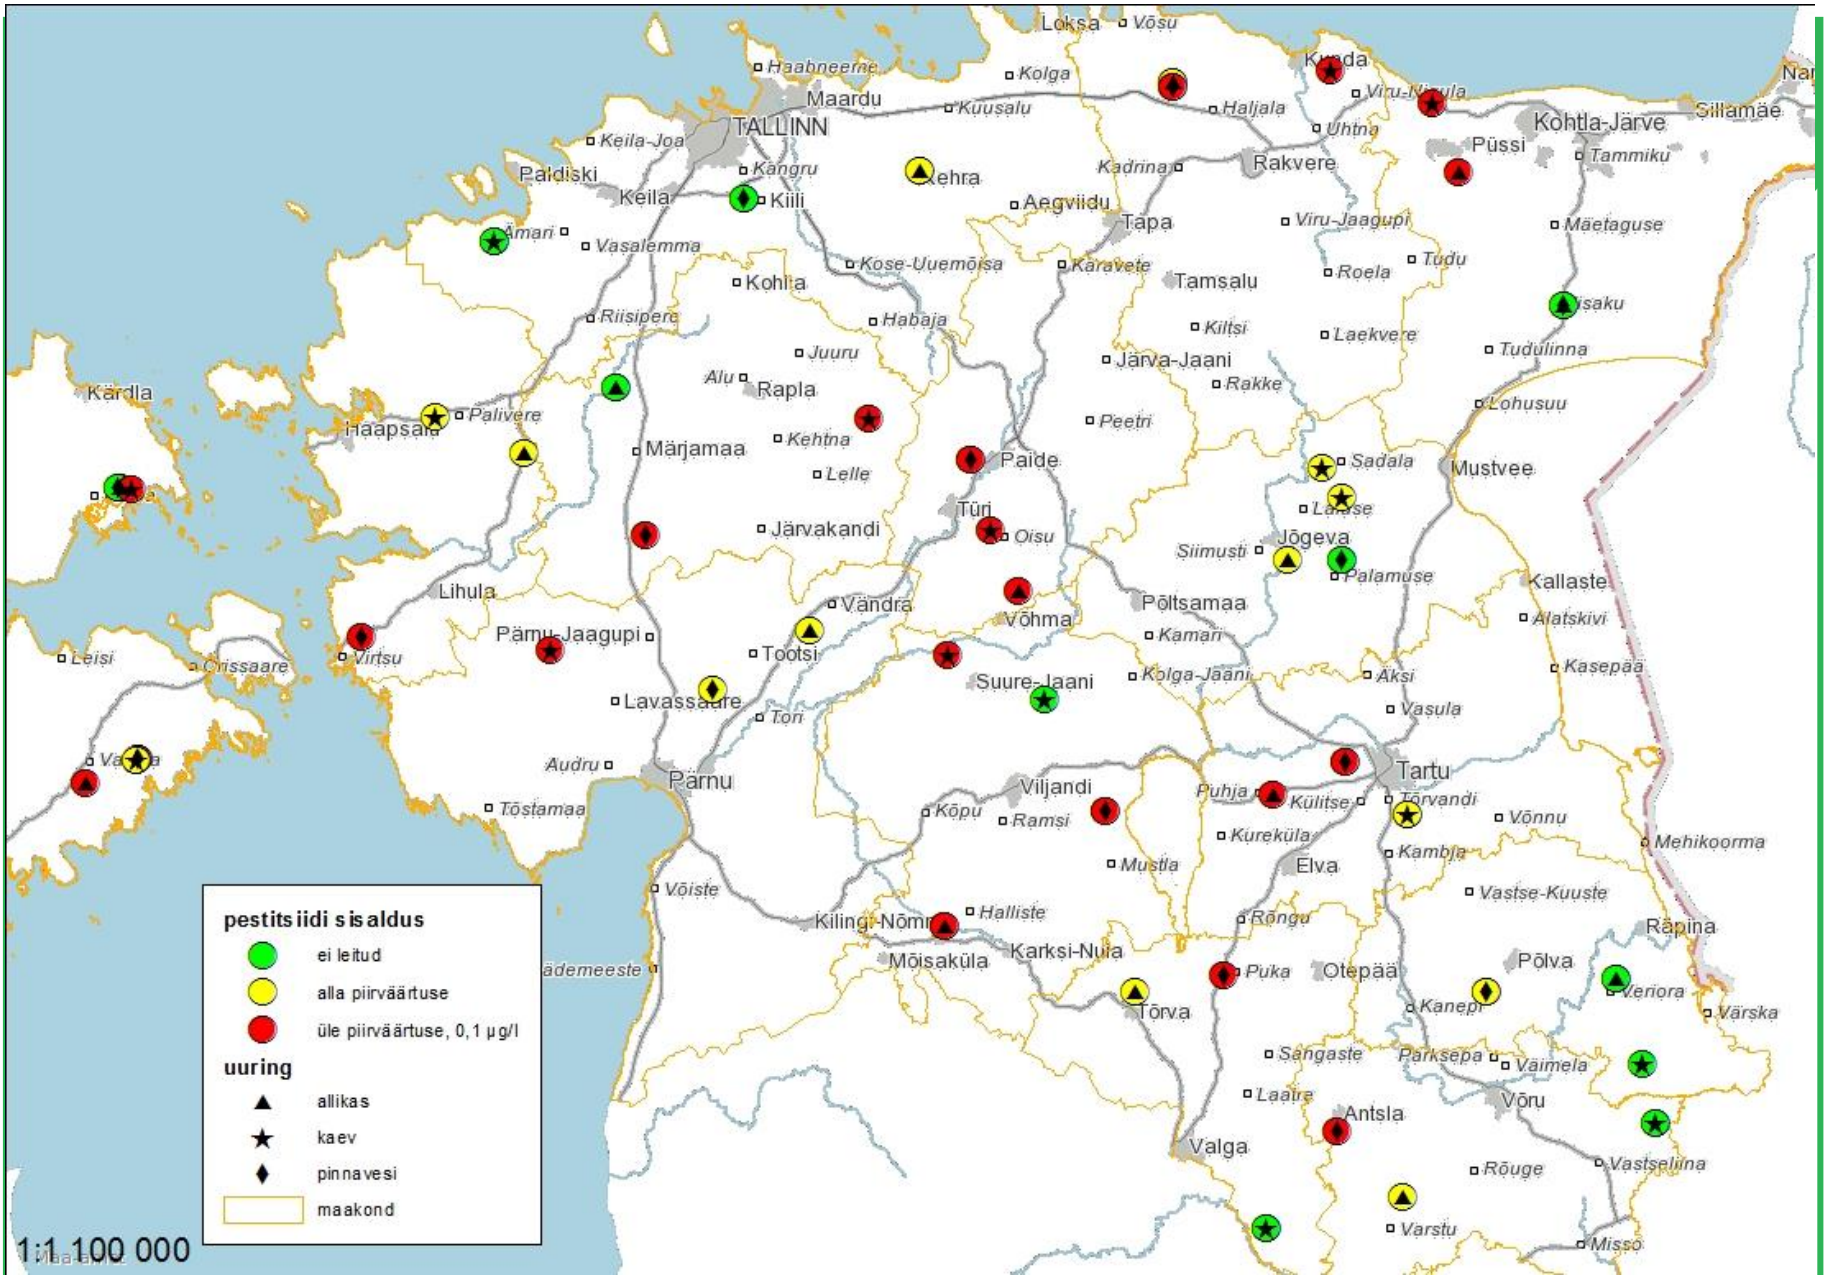 Loksa
Võsu
Haabneeme
Kolga
Kunda
Maardu
Kuusalu
Haljala
Viru-Nigula
Sillamäe
TALLINN
Uhtna
Kohtla-Järve
Keila-Joa
Püssi
Tammiku
Kangru
Kadrina
Rakvere
Paldiski
Kehra
Keila
Kiili
Aegviidu
Tapa
Viru-Jaagupi
Mäetaguse
Ämari
Vasalemma
Kose-Uuemõisa
Karavete
Tudu
Roela
Kohila
Tamsalu
Iisaku
Riisipere
Habaja
Kiltsi
Laekvere
Tudulinna
Juuru
Järva-Jaani
Alu
Rapla
Rakke
Kärdla
Lohusuu
Palivere
Haapsalu
Peetri
Kehtna
Märjamaa
Paide
Sadala
Mustvee
Lelle
Türi
Laiuse
Järvakandi
Oisu
Jõgeva
Siimusti
Palamuse
Kallaste
Lihula
Vändra
Põltsamaa
Võhma
Alatskivi
Pärnu-Jaagupi
Kamari
Leisi
Orissaare
Virtsu
Tootsi
Kasepää
Suure-Jaani
Kolga-Jaani
Äksi
Lavassaare
Tori
Vasula
Valjala
Audru
Pärnu
Tartu
Viljandi
Puhja
Külitse
Tõrvandi
Tõstamaa
Kõpu
Ramsi
Võnnu
Kureküla
Mehikoorma
Kambja
Mustla
Elva
Võiste
Vastse-Kuuste
Halliste
Kilingi-Nõmme
Rõngu
Räpina
Karksi-Nuia
Mõisaküla
Puka
Otepää
Põlva
Häädemeeste
Veriora
Kanepi
Tõrva
Värska
Sangaste
Parksepa
Väimela
Laatre
Võru
Antsla
Valga
Rõuge
Vastseliina
Varstu
Misso
pestitsiidi sisaldus
ei leitud
alla piirväärtuse
üle piirväärtuse, 0,1 µg/l
uuring
allikas
kaev
pinnavesi
maakond
1:1 100 000
Maa-amet